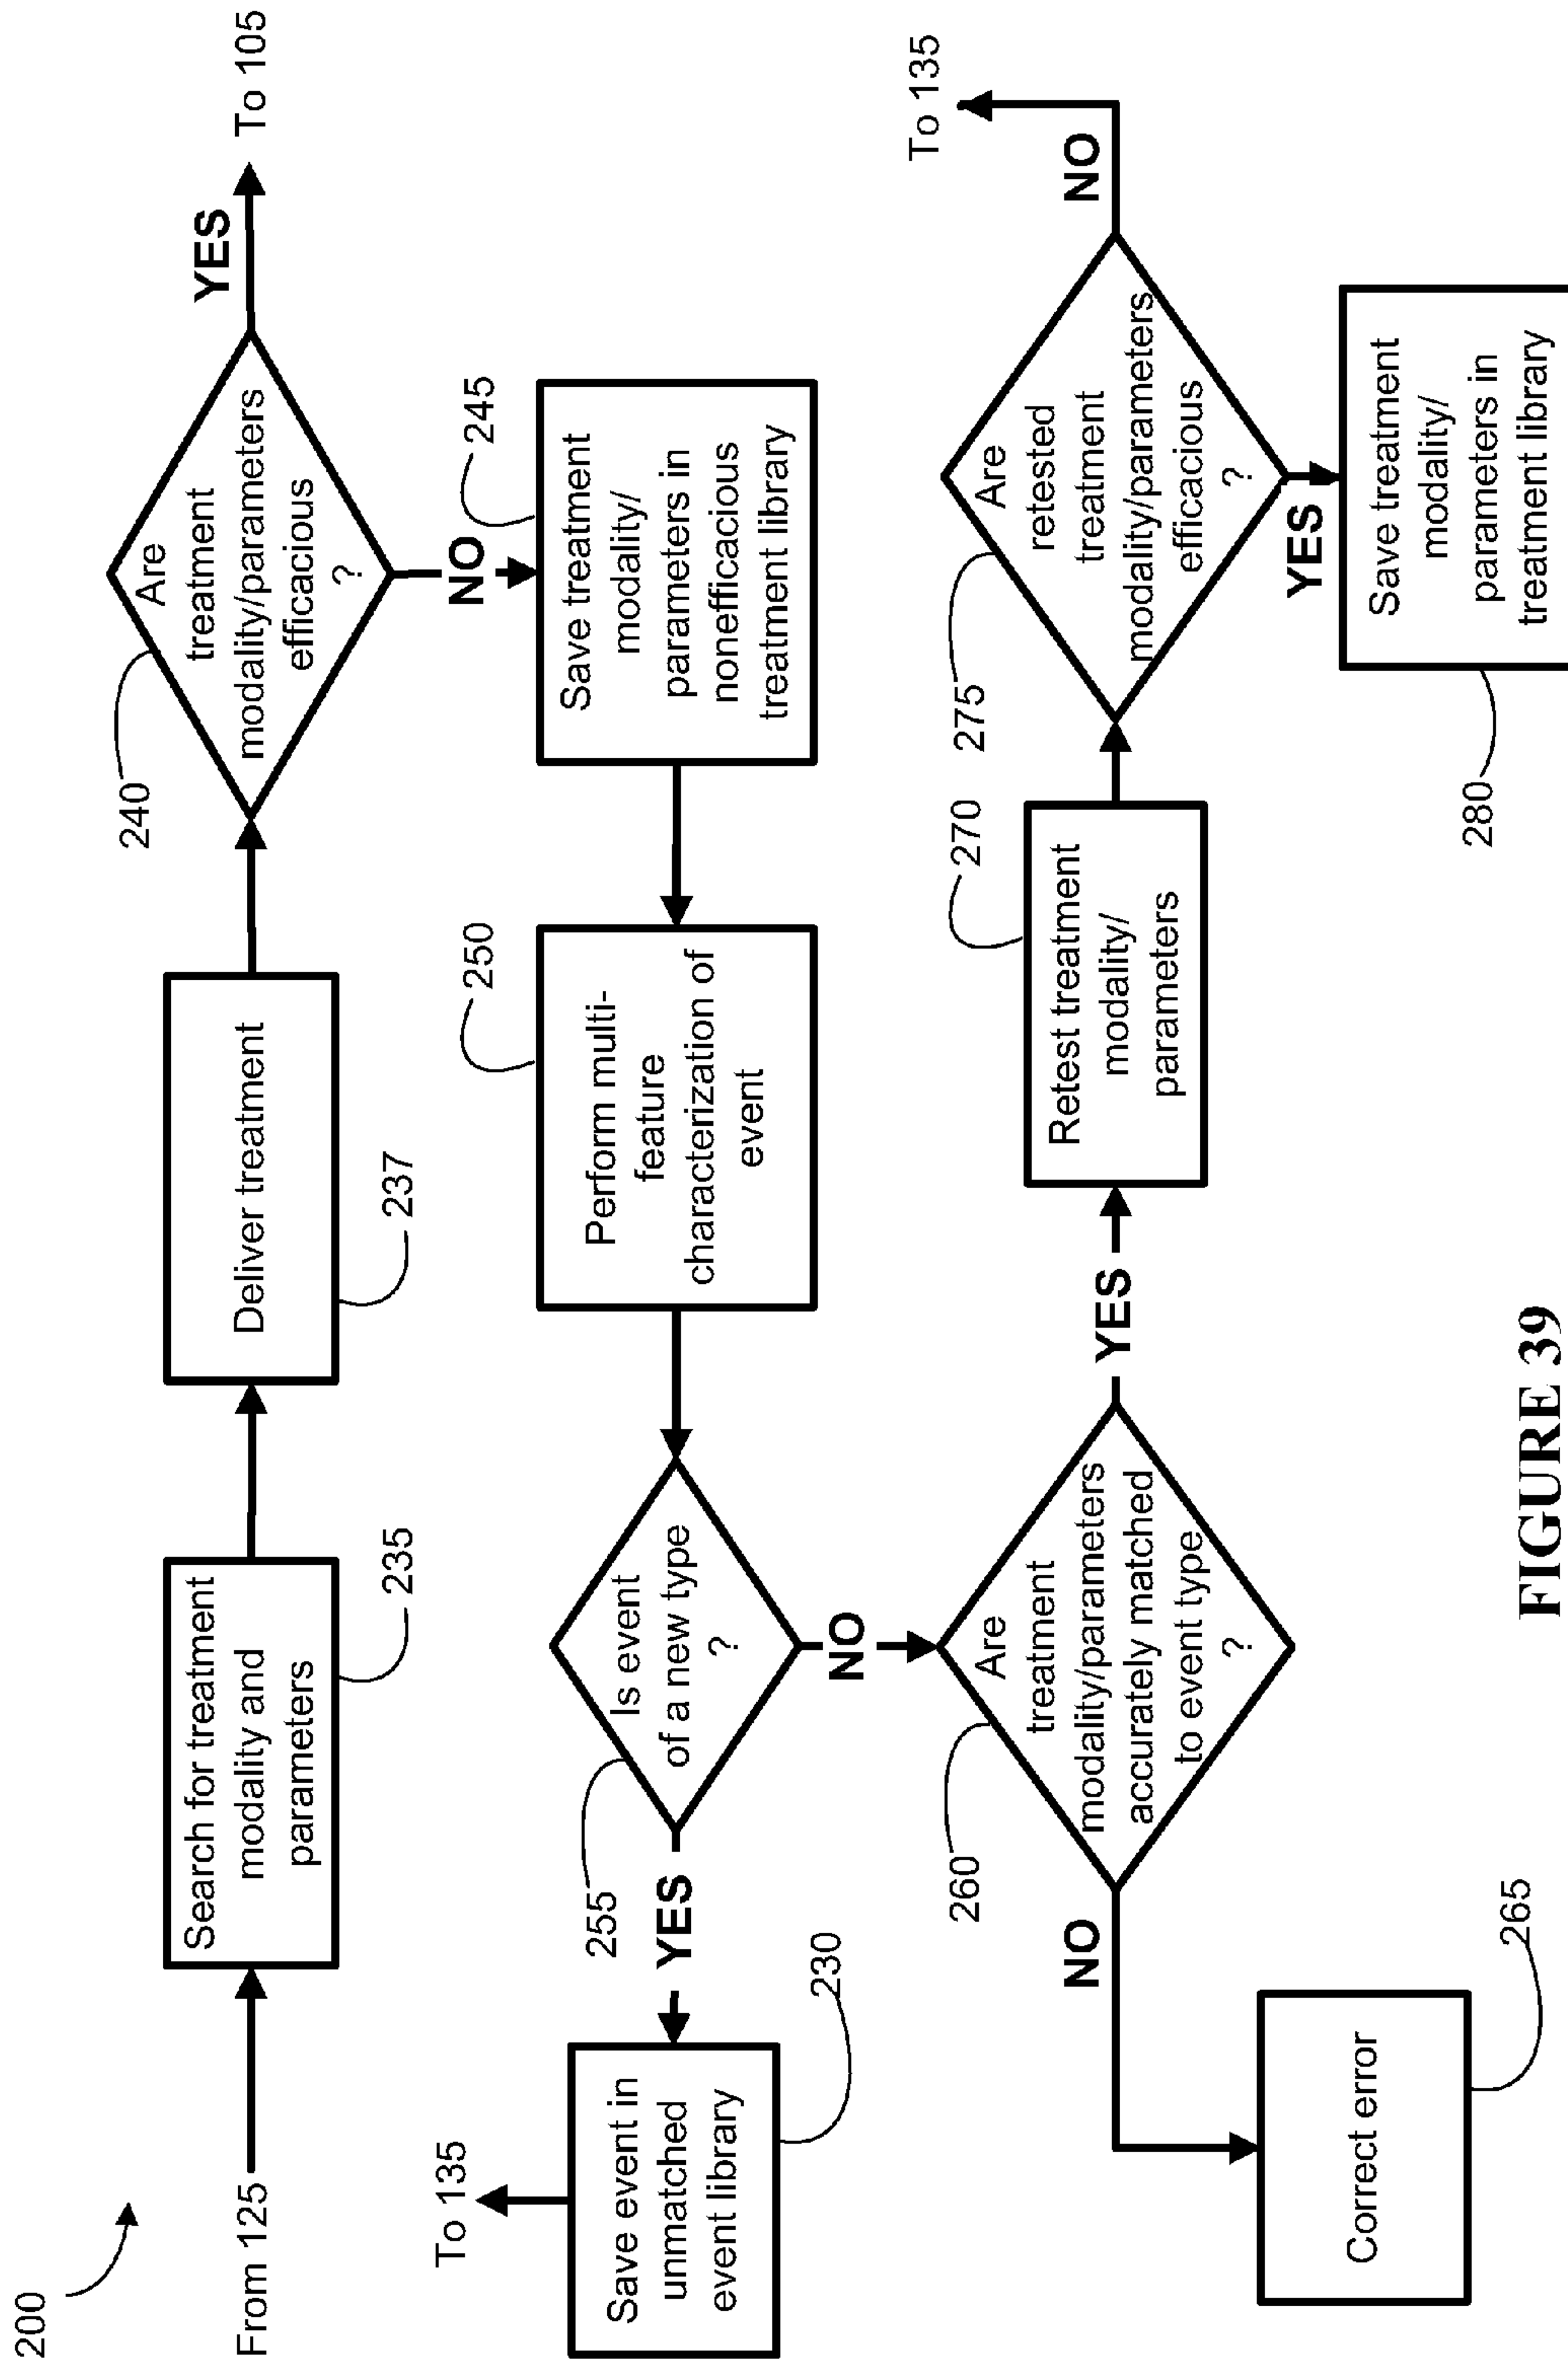 200
From 125
Search for treatment
modality and
parameters
235
Deliver treatment
237
Are
treatment
modality/parameters
efficacious
?
240
YES
To 105
NO
245
Save treatment
modality/
parameters in
nonefficacious
treatment library
250
Perform multi-
feature
characterization of
event
Is event
of a new type
?
255
YES
To 135
Save event in
unmatched
event library
230
NO
Are
treatment
modality/parameters
accurately matched
to event type
?
260
NO
Correct error
265
YES
Retest treatment
modality/
parameters
270
Are
retested
treatment
modality/parameters
efficacious
?
275
NO
To 135
YES
Save treatment
modality/
parameters in
treatment library
280
FIGURE 39